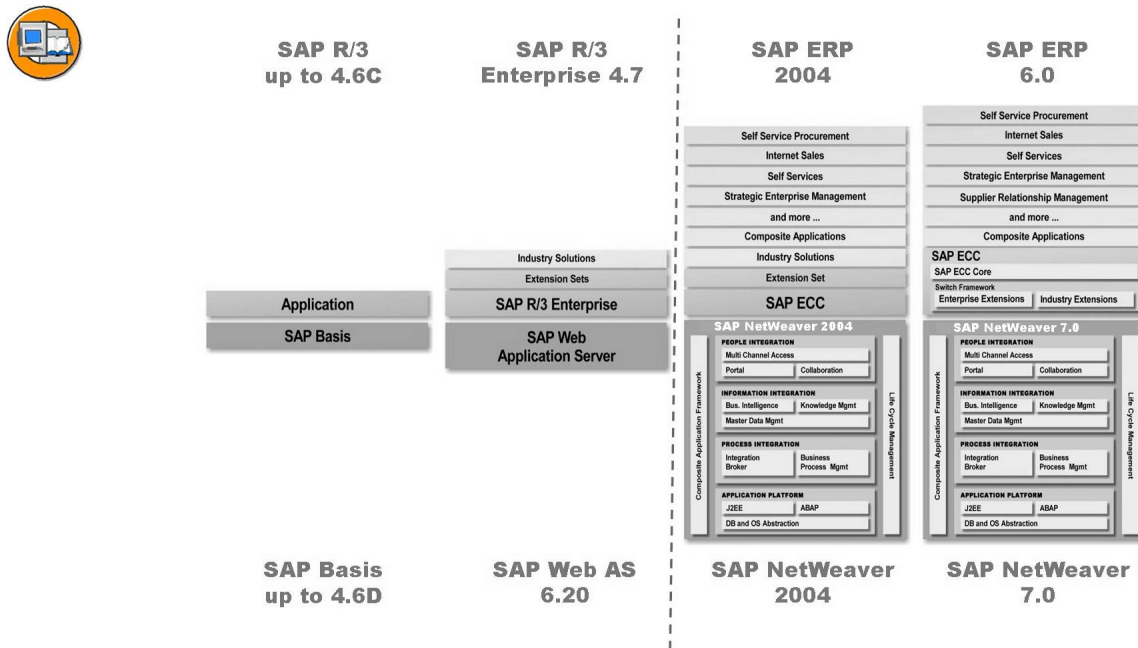 SAP R/3
up to 4.6C
SAP R/3
Enterprise 4.7
SAP ERP
2004
SAP ERP
6.0
Application
SAP Basis
Industry Solutions
Extension Sets
SAP R/3 Enterprise
SAP Web
Application Server
Self Service Procurement
Internet Sales
Self Services
Strategic Enterprise Management
and more ...
Composite Applications
Industry Solutions
Extension Set
SAP ECC
SAP NetWeaver 2004
Composite Application Framework
PEOPLE INTEGRATION
Multi Channel Access
Portal Collaboration
INFORMATION INTEGRATION
Bus. Intelligence Knowledge Mgmt
Master Data Mgmt
PROCESS INTEGRATION
Integration
Broker
Business
Process Mgmt
APPLICATION PLATFORM
J2EE ABAP
DB and OS Abstraction
Life Cycle Management
Self Service Procurement
Internet Sales
Self Services
Strategic Enterprise Management
Supplier Relationship Management
and more ...
Composite Applications
SAP ECC
SAP ECC Core
Switch Framework
Enterprise Extensions Industry Extensions
SAP NetWeaver 7.0
Composite Application Framework
PEOPLE INTEGRATION
Multi Channel Access
Portal Collaboration
INFORMATION INTEGRATION
Bus. Intelligence Knowledge Mgmt
Master Data Mgmt
PROCESS INTEGRATION
Integration
Broker
Business
Process Mgmt
APPLICATION PLATFORM
J2EE ABAP
DB and OS Abstraction
Life Cycle Management
SAP Basis
up to 4.6D
SAP Web AS
6.20
SAP NetWeaver
2004
SAP NetWeaver
7.0